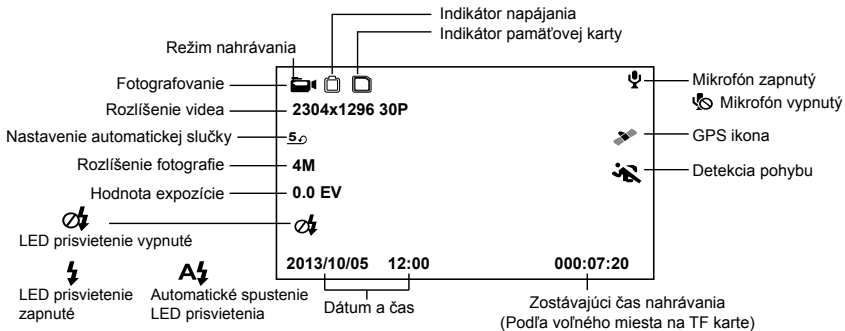 Indikátor napájania
Indikátor pamäťovej karty
Režim nahrávania
Fotografovanie
Mikrofón zapnutý
Mikrofón vypnutý
Rozlíšenie videa
2304x1296 30P
Nastavenie automatickej slučky
5
GPS ikona
Rozlíšenie fotografie
4M
Detekcia pohybu
Hodnota expozície
0.0 EV
LED prisvietenie vypnuté
A
2013/10/05 12:00
000:07:20
LED prisvietenie
zapnuté
Automatické spustenie
LED prisvietenia
Dátum a čas
Zostávajúci čas nahrávania
(Podľa voľného miesta na TF karte)